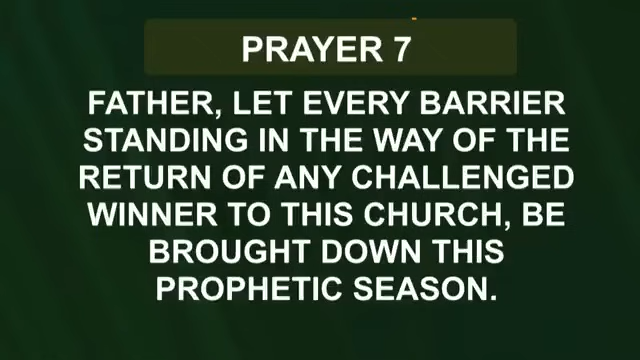 PRAYER 7
FATHER, LET EVERY BARRIER
STANDING IN THE WAY OF THE
RETURN OF ANY CHALLENGED
WINNER TO THIS CHURCH, BE
BROUGHT DOWN THIS
PROPHETIC SEASON.